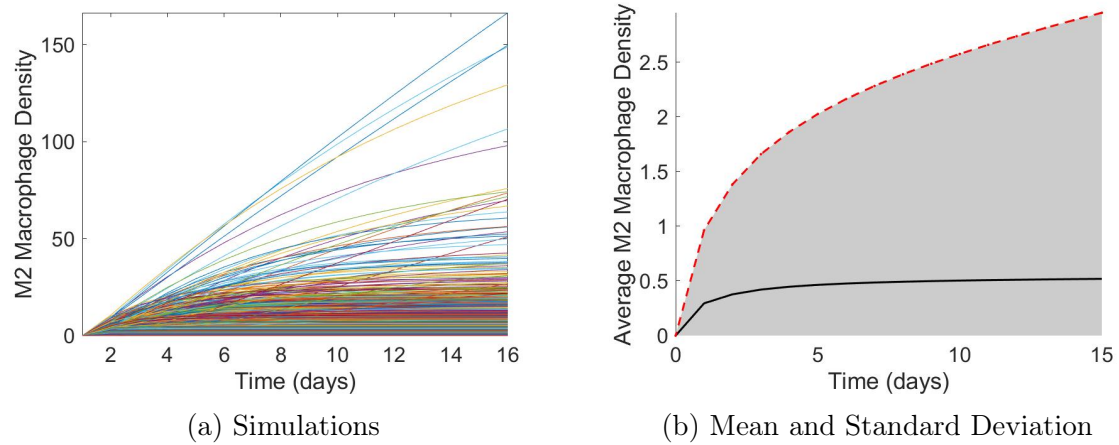 M2 Macrophage Density
150
100
50
0
2 4 6 8 10 12 14 16
Time (days)
(a) Simulations
Average M2 Macrophage Density
2.5
2
1.5
1
0.5
0
0 5 10 15
Time (days)
(b) Mean and Standard Deviation